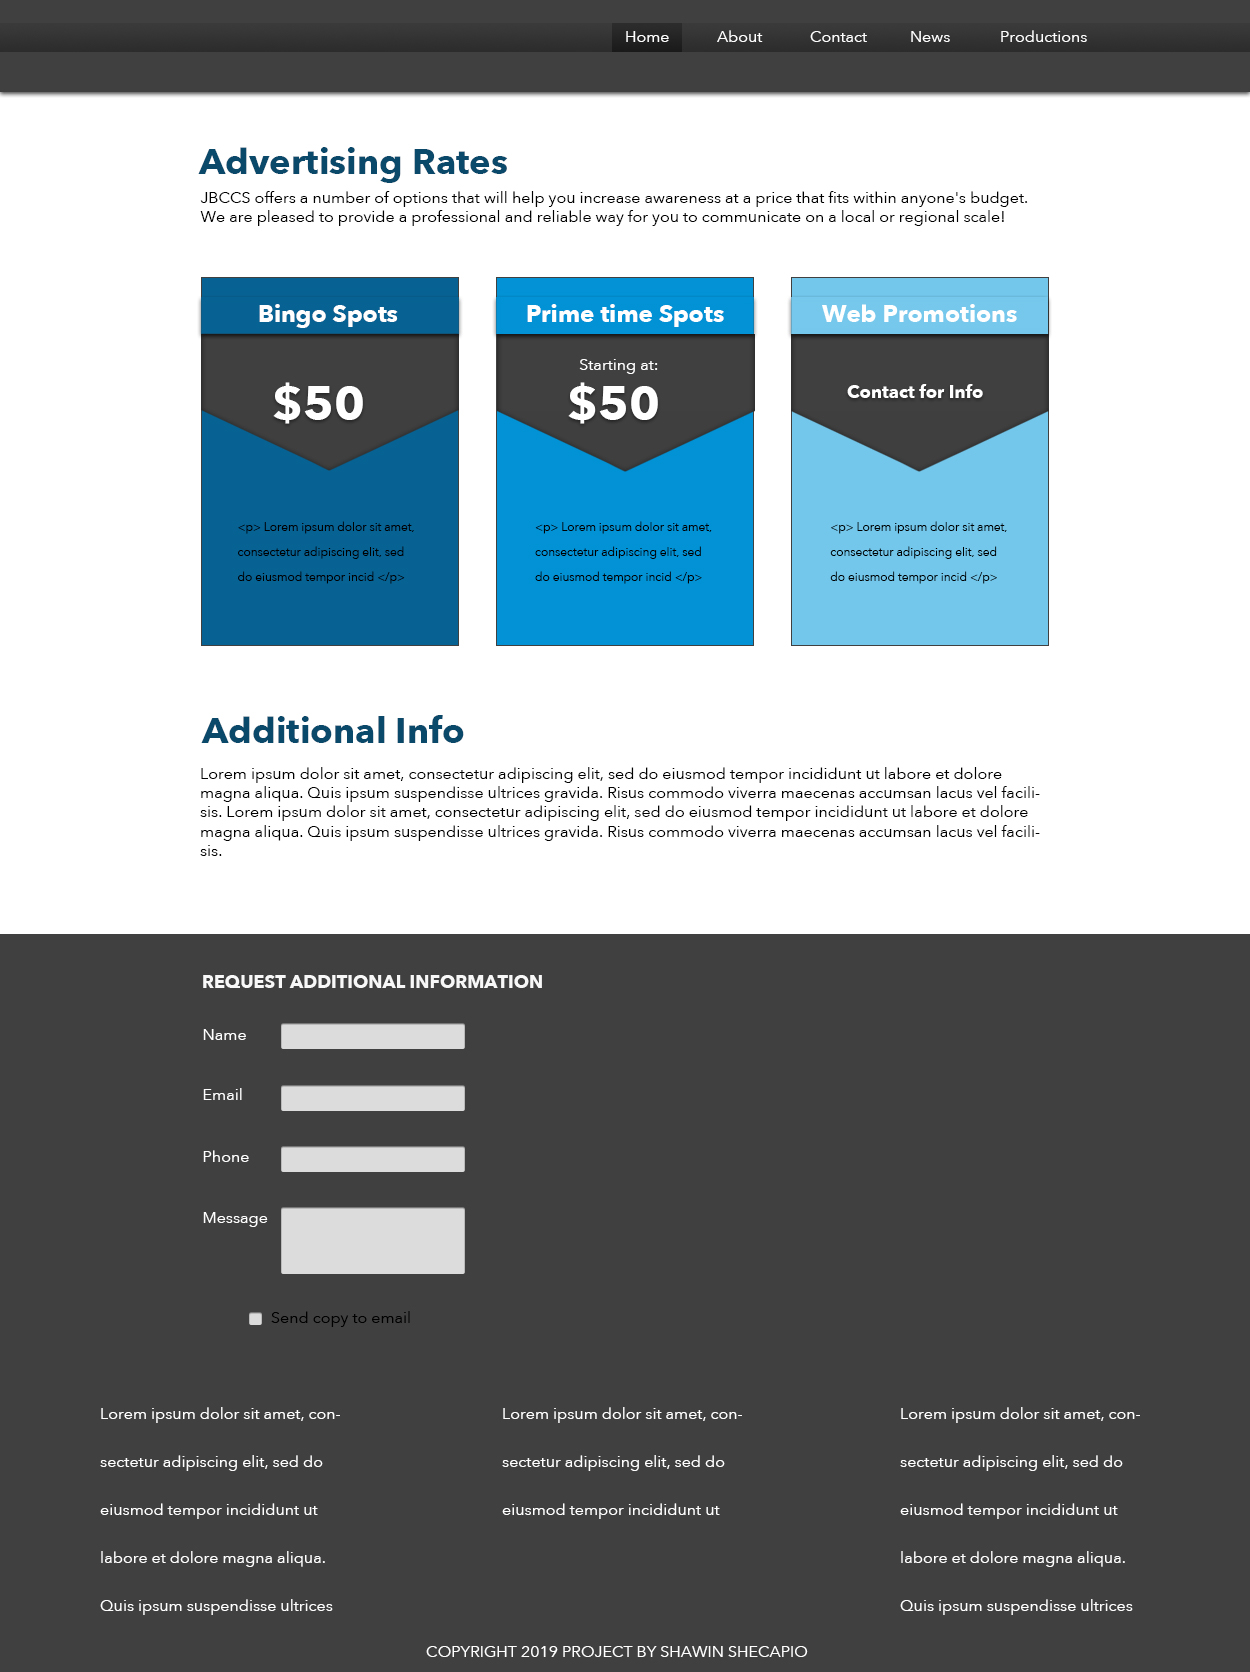 Home About Contact News Productions
Advertising Rates
JBCCS offers a number of options that will help you increase awareness at a price that fits within anyone's budget.
We are pleased to provide a professional and reliable way for you to communicate on a local or regional scale!
Bingo Spots
$50
<p> Lorem ipsum dolor sit amet,
consectetur adipiscing elit, sed
do eiusmod tempor incid </p>
Prime time Spots
Starting at:
$50
<p> Lorem ipsum dolor sit amet,
consectetur adipiscing elit, sed
do eiusmod tempor incid </p>
Web Promotions
Contact for Info
<p> Lorem ipsum dolor sit amet,
consectetur adipiscing elit, sed
do eiusmod tempor incid </p>
Additional Info
Lorem ipsum dolor sit amet, consectetur adipiscing elit, sed do eiusmod tempor incididunt ut labore et dolore
magna aliqua. Quis ipsum suspendisse ultrices gravida. Risus commodo viverra maecenas accumsan lacus vel facili-
sis. Lorem ipsum dolor sit amet, consectetur adipiscing elit, sed do eiusmod tempor incididunt ut labore et dolore
magna aliqua. Quis ipsum suspendisse ultrices gravida. Risus commodo viverra maecenas accumsan lacus vel facili-
sis.
REQUEST ADDITIONAL INFORMATION
Name
Email
Phone
Message
Send copy to email
Lorem ipsum dolor sit amet, con-
sectetur adipiscing elit, sed do
eiusmod tempor incididunt ut
labore et dolore magna aliqua.
Quis ipsum suspendisse ultrices
Lorem ipsum dolor sit amet, con-
sectetur adipiscing elit, sed do
eiusmod tempor incididunt ut
Lorem ipsum dolor sit amet, con-
sectetur adipiscing elit, sed do
eiusmod tempor incididunt ut
labore et dolore magna aliqua.
Quis ipsum suspendisse ultrices
COPYRIGHT 2019 PROJECT BY SHAWIN SHECAPIO